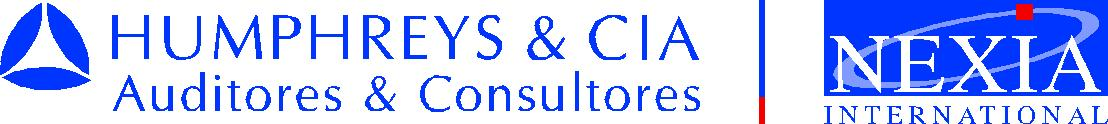 HUMPHREYS & CIA
Auditores & Consultores
NEXIA
INTERNATIONAL